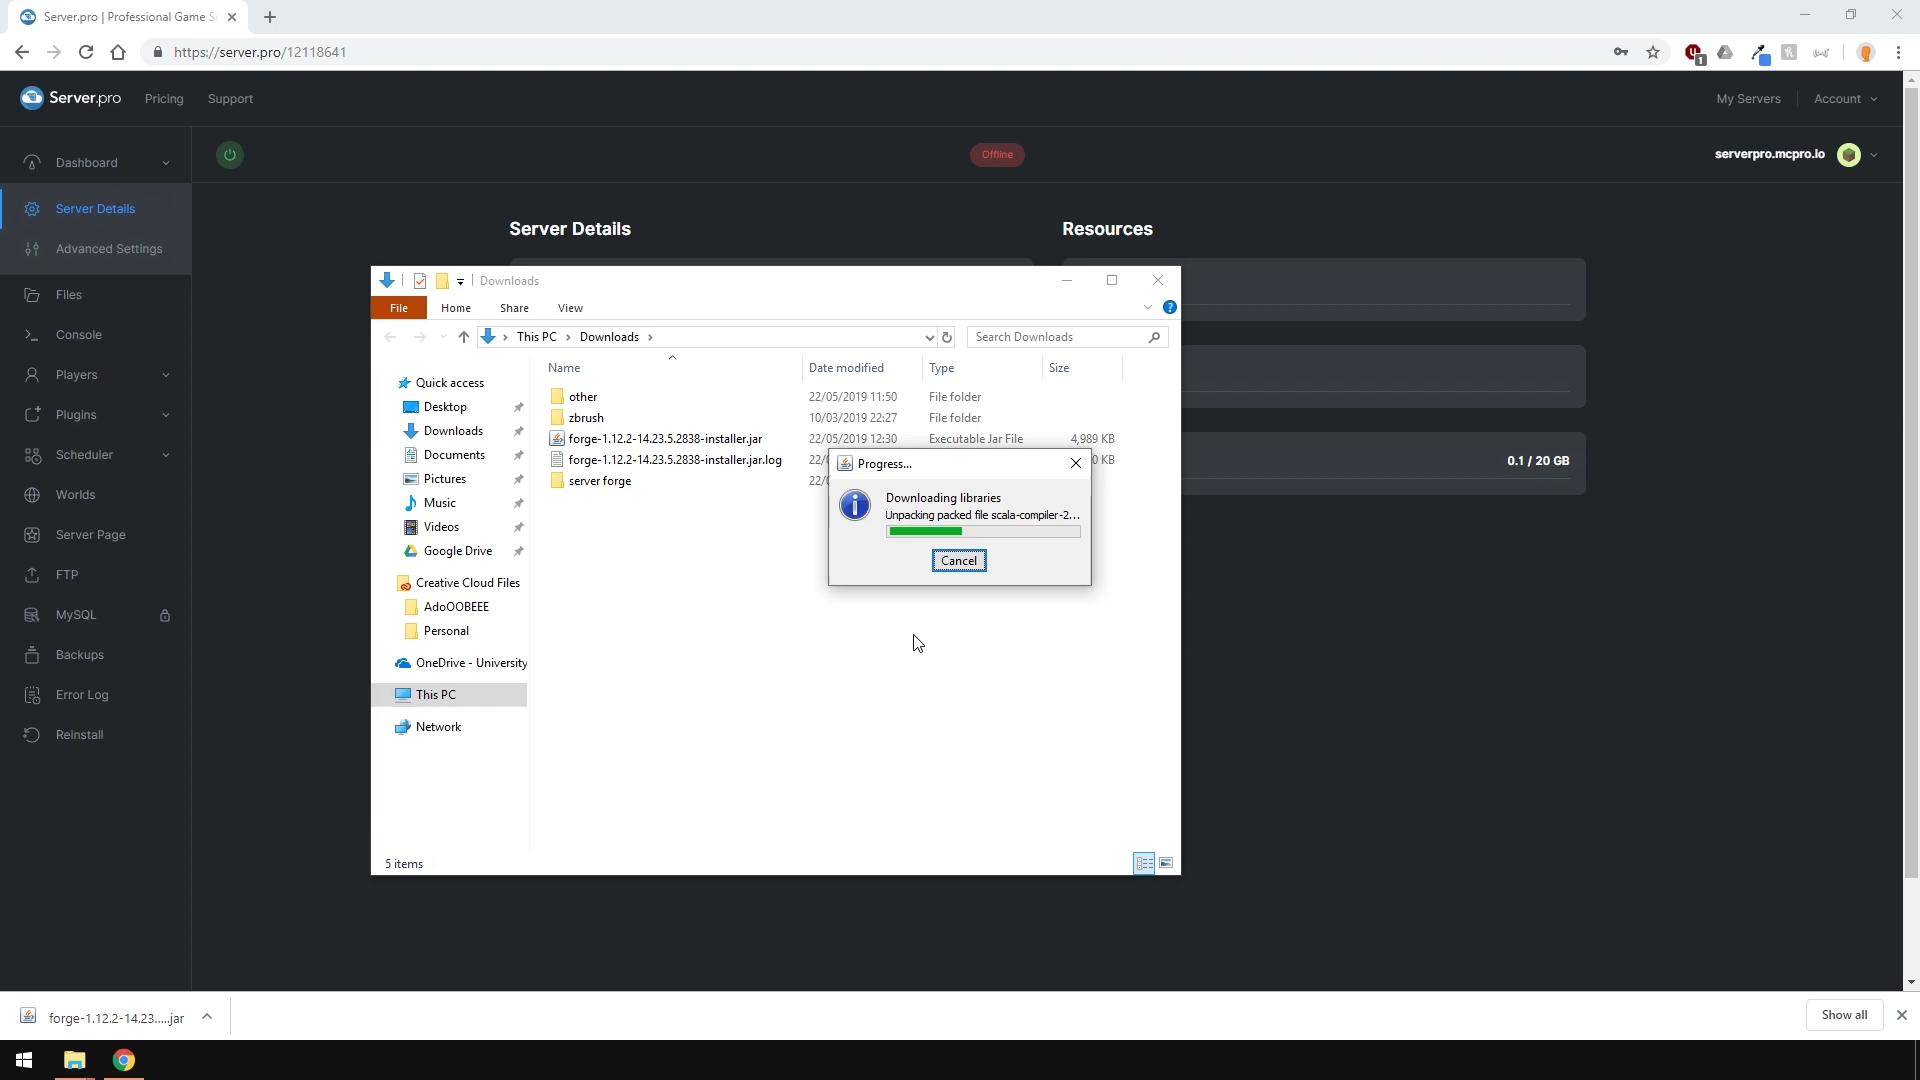 Server.pro | Professional Game S
https://server.pro/12118641
1
Server.pro
Pricing
Support
My Servers
Account
Dashboard
Offline
serverpro.mcpro.io
Server Details
Advanced Settings
Files
Console
Players
Plugins
Scheduler
Worlds
Server Page
FTP
MySQL
Backups
Error Log
Reinstall
Server Details
Resources
0.1 / 20 GB
Downloads
File
Home
Share
View
This PC
Downloads
Search Downloads
Name
Date modified
Type
Size
Quick access
Desktop
Downloads
Documents
Pictures
Music
Videos
Google Drive
Creative Cloud Files
AdoOOBEEE
Personal
OneDrive - University
This PC
Network
other 22/05/2019 11:50 File folder
zbrush 10/03/2019 22:27 File folder
forge-1.12.2-14.23.5.2838-installer.jar 22/05/2019 12:30 Executable Jar File 4,989 KB
forge-1.12.2-14.23.5.2838-installer.jar.log 22/0 0 KB
server forge 22/0
Progress...
Downloading libraries
Unpacking packed file scala-compiler-2...
Cancel
5 items
forge-1.12.2-14.23.....jar
Show all